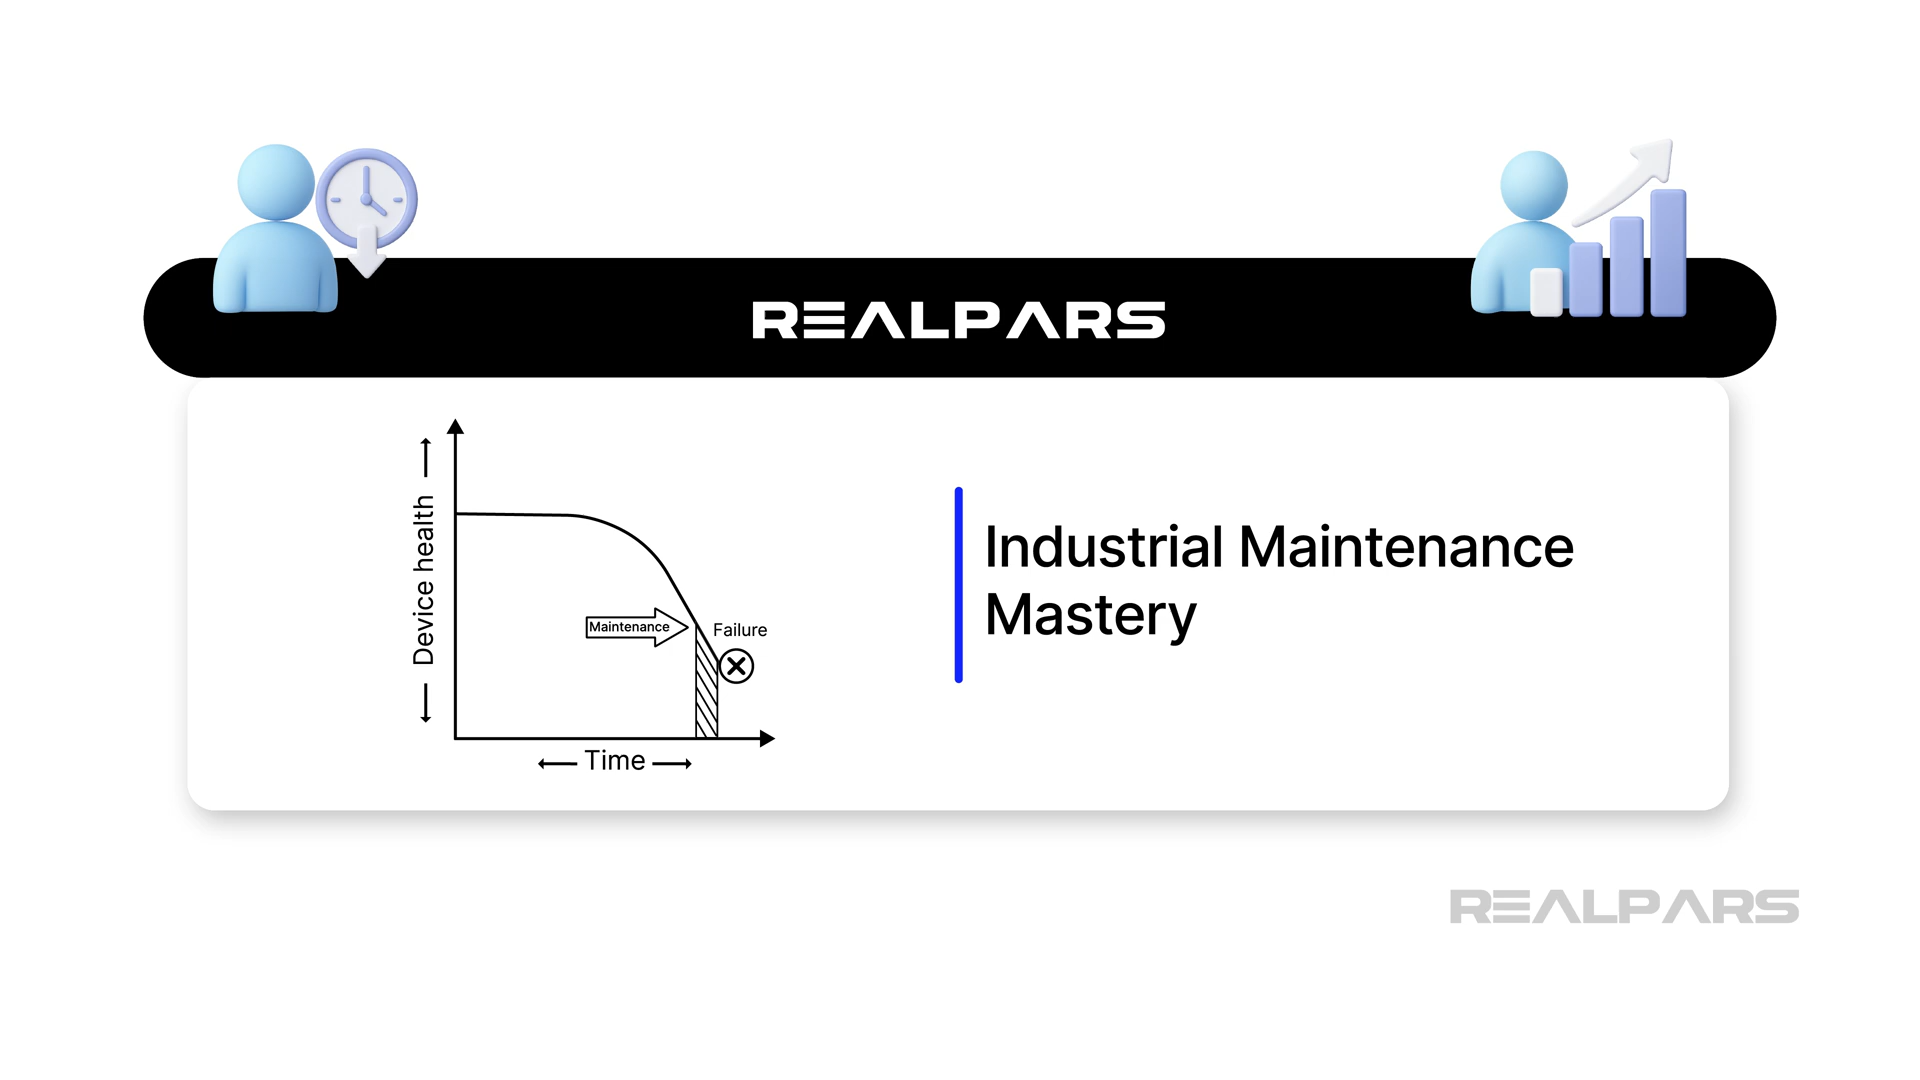 REALPARS
Device health
Maintenance
Failure
Time
Industrial Maintenance
Mastery
REALPARS